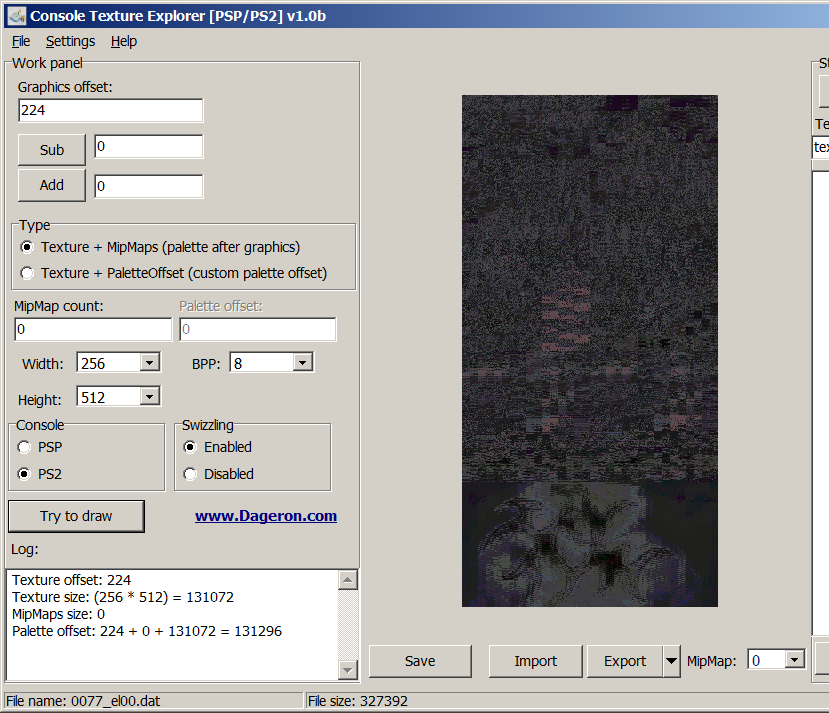 Console Texture Explorer [PSP/PS2] v1.0b
File Settings Help
Work panel
Graphics offset:
224
Sub 0
Add 0
Type
Texture + MipMaps (palette after graphics)
Texture + PaletteOffset (custom palette offset)
MipMap count: Palette offset:
0 0
Width: 256 BPP: 8
Height: 512
Console Swizzling
PSP Enabled
PS2 Disabled
Try to draw www.Dageron.com
Log:
Texture offset: 224
Texture size: (256 * 512) = 131072
MipMaps size: 0
Palette offset: 224 + 0 + 131072 = 131296
Save Import Export MipMap: 0
File name: 0077_el00.dat File size: 327392